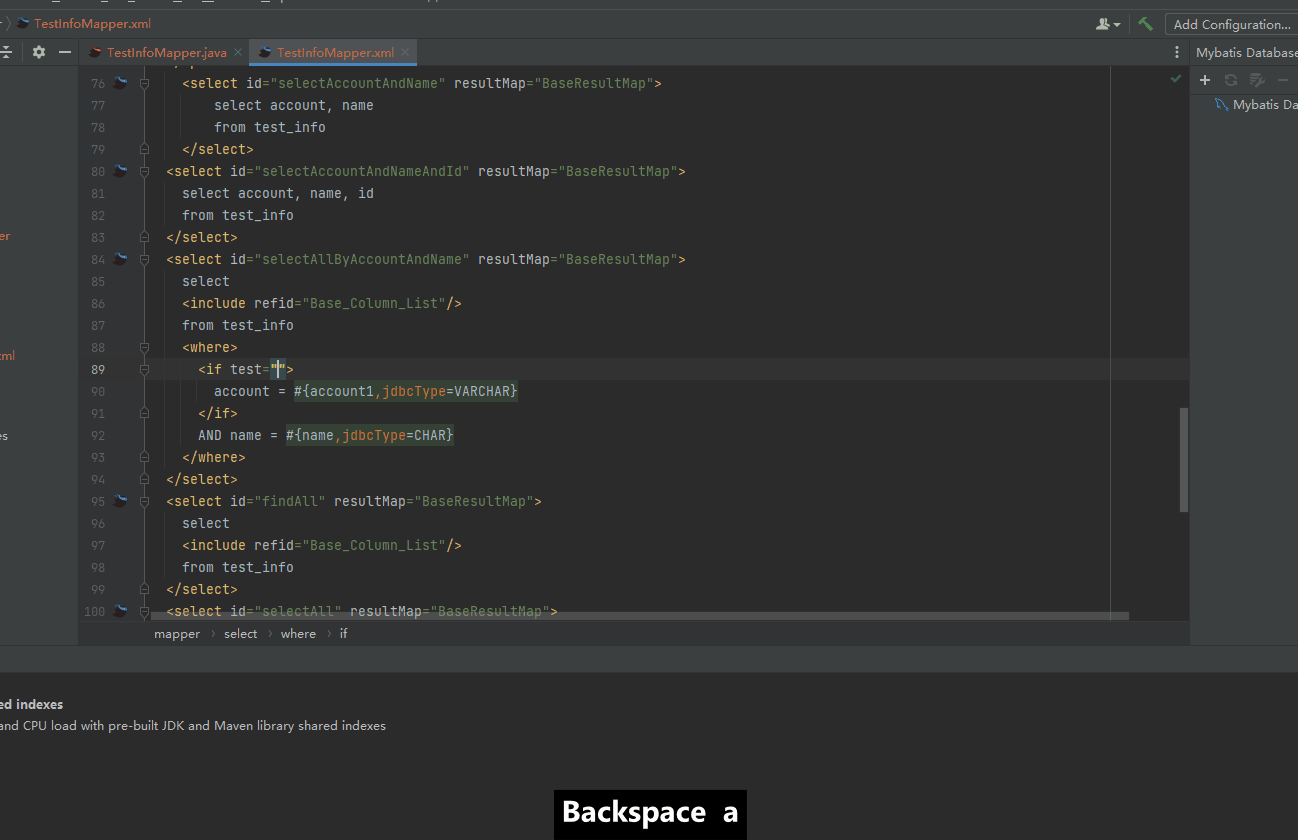 TestInfoMapper.xml
Add Configuration...
TestInfoMapper.java
TestInfoMapper.xml
Mybatis Database
Mybatis Da
er
xml
es
76 <select id="selectAccountAndName" resultMap="BaseResultMap">
77 select account, name
78 from test_info
79 </select>
80 <select id="selectAccountAndNameAndId" resultMap="BaseResultMap">
81 select account, name, id
82 from test_info
83 </select>
84 <select id="selectAllByAccountAndName" resultMap="BaseResultMap">
85 select
86 <include refid="Base_Column_List"/>
87 from test_info
88 <where>
89 <if test="">
90 account = #{account1,jdbcType=VARCHAR}
91 </if>
92 AND name = #{name,jdbcType=CHAR}
93 </where>
94 </select>
95 <select id="findAll" resultMap="BaseResultMap">
96 select
97 <include refid="Base_Column_List"/>
98 from test_info
99 </select>
100 <select id="selectAll" resultMap="BaseResultMap">
mapper > select > where > if
ed indexes
and CPU load with pre-built JDK and Maven library shared indexes
Backspace a